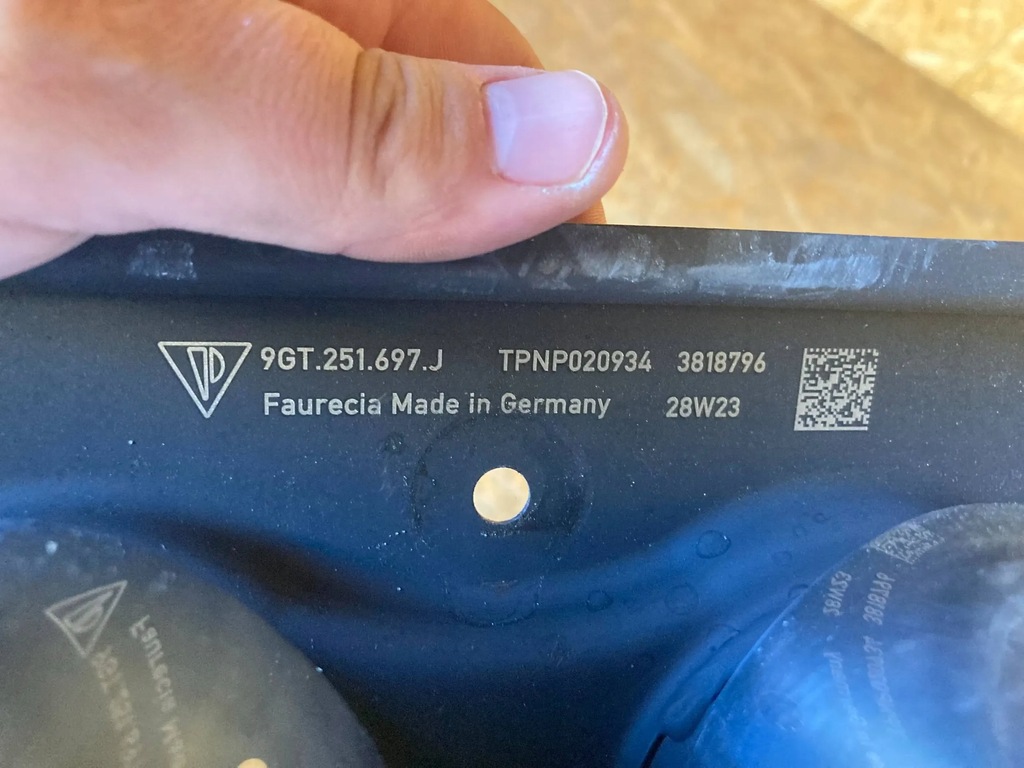 9GT.251.697.J TPNP020934 3818796
Faurecia Made in Germany 28W23